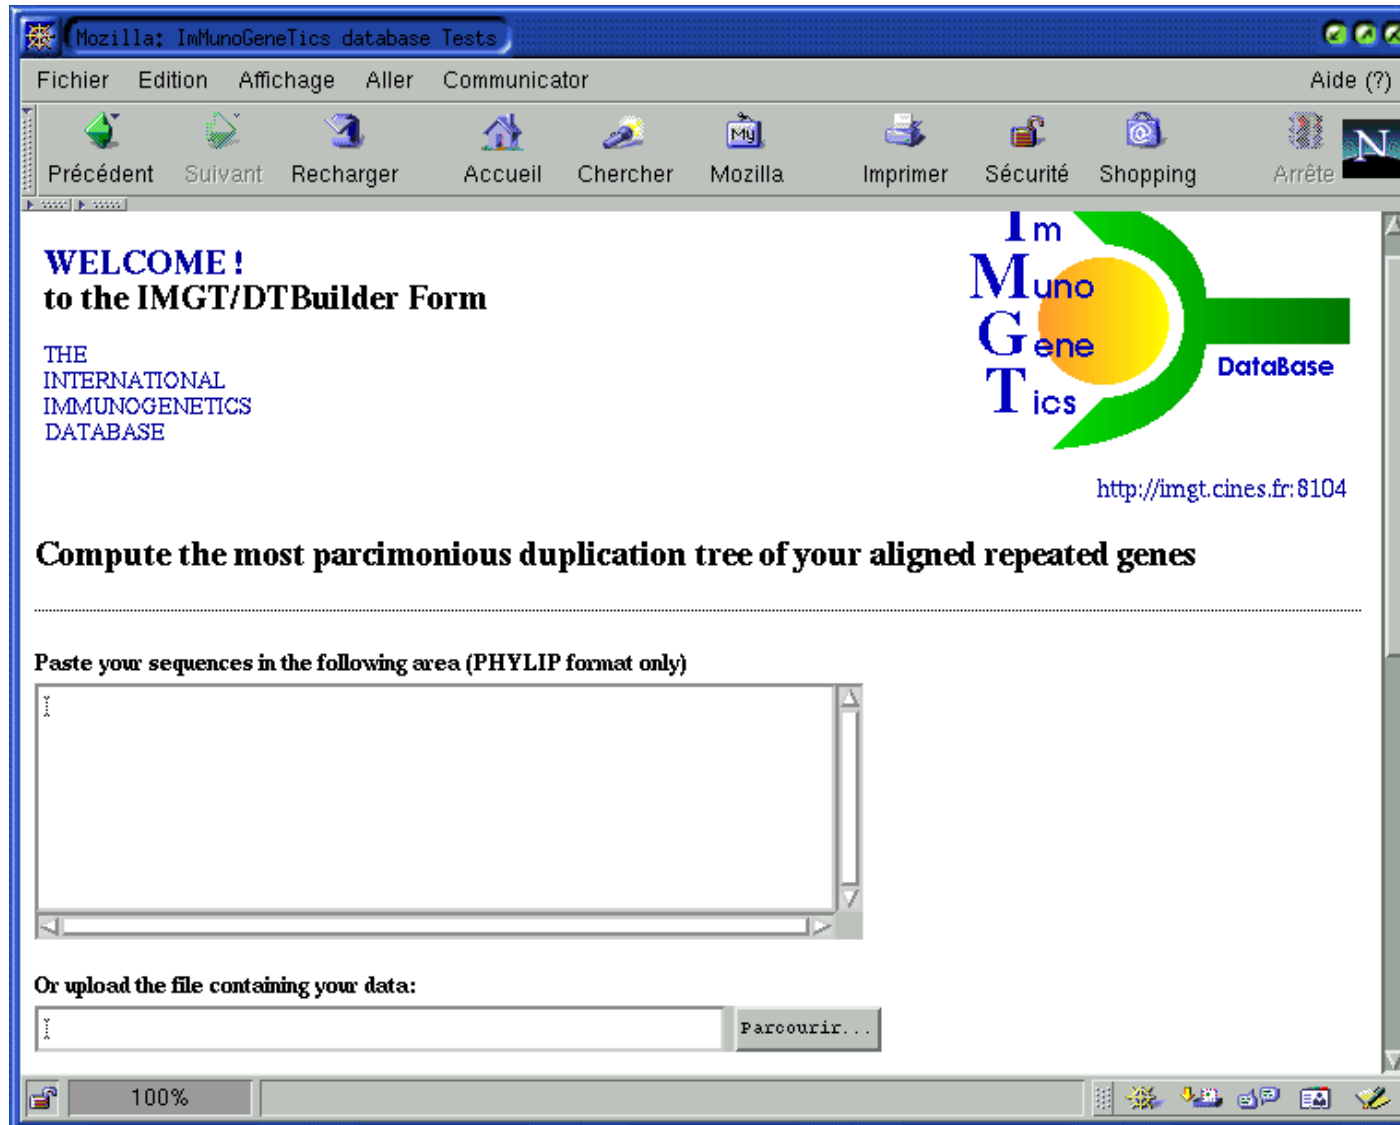 Mozilla: ImMunoGeneTics database Tests
Fichier Edition Affichage Aller Communicator Aide (?)
My
N
Précédent Suivant Recharger Accueil Chercher Mozilla Imprimer Sécurité Shopping Arrête
WELCOME !
to the IMGT/DTBuilder Form
THE
INTERNATIONAL
IMMUNOGENETICS
DATABASE
Im
Muno
Gene
Tics
DataBase
http://imgt.cines.fr:8104
Compute the most parcimonious duplication tree of your aligned repeated genes
Paste your sequences in the following area (PHYLIP format only)
Or upload the file containing your data:
Parcourir...
100%